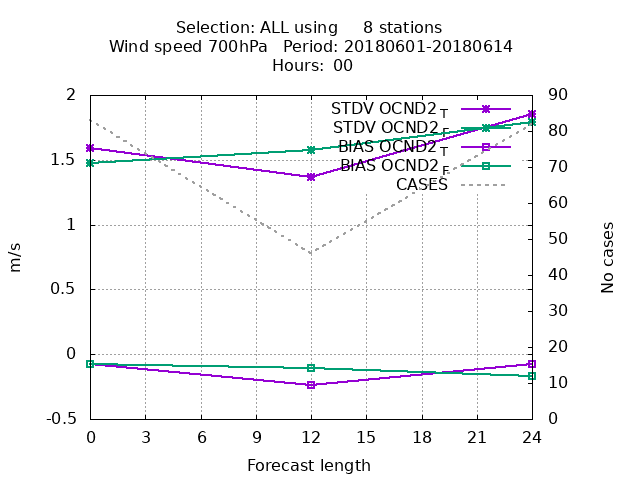 Selection: ALL using 8 stations
Wind speed 700hPa Period: 20180601-20180614
Hours: 00
2
1.5
1
0.5
0
-0.5
90
80
70
60
50
40
30
20
10
0
m/s
No cases
STDV OCND2_T
STDV OCND2_F
BIAS OCND2_T
BIAS OCND2_F
CASES
0 3 6 9 12 15 18 21 24
Forecast length